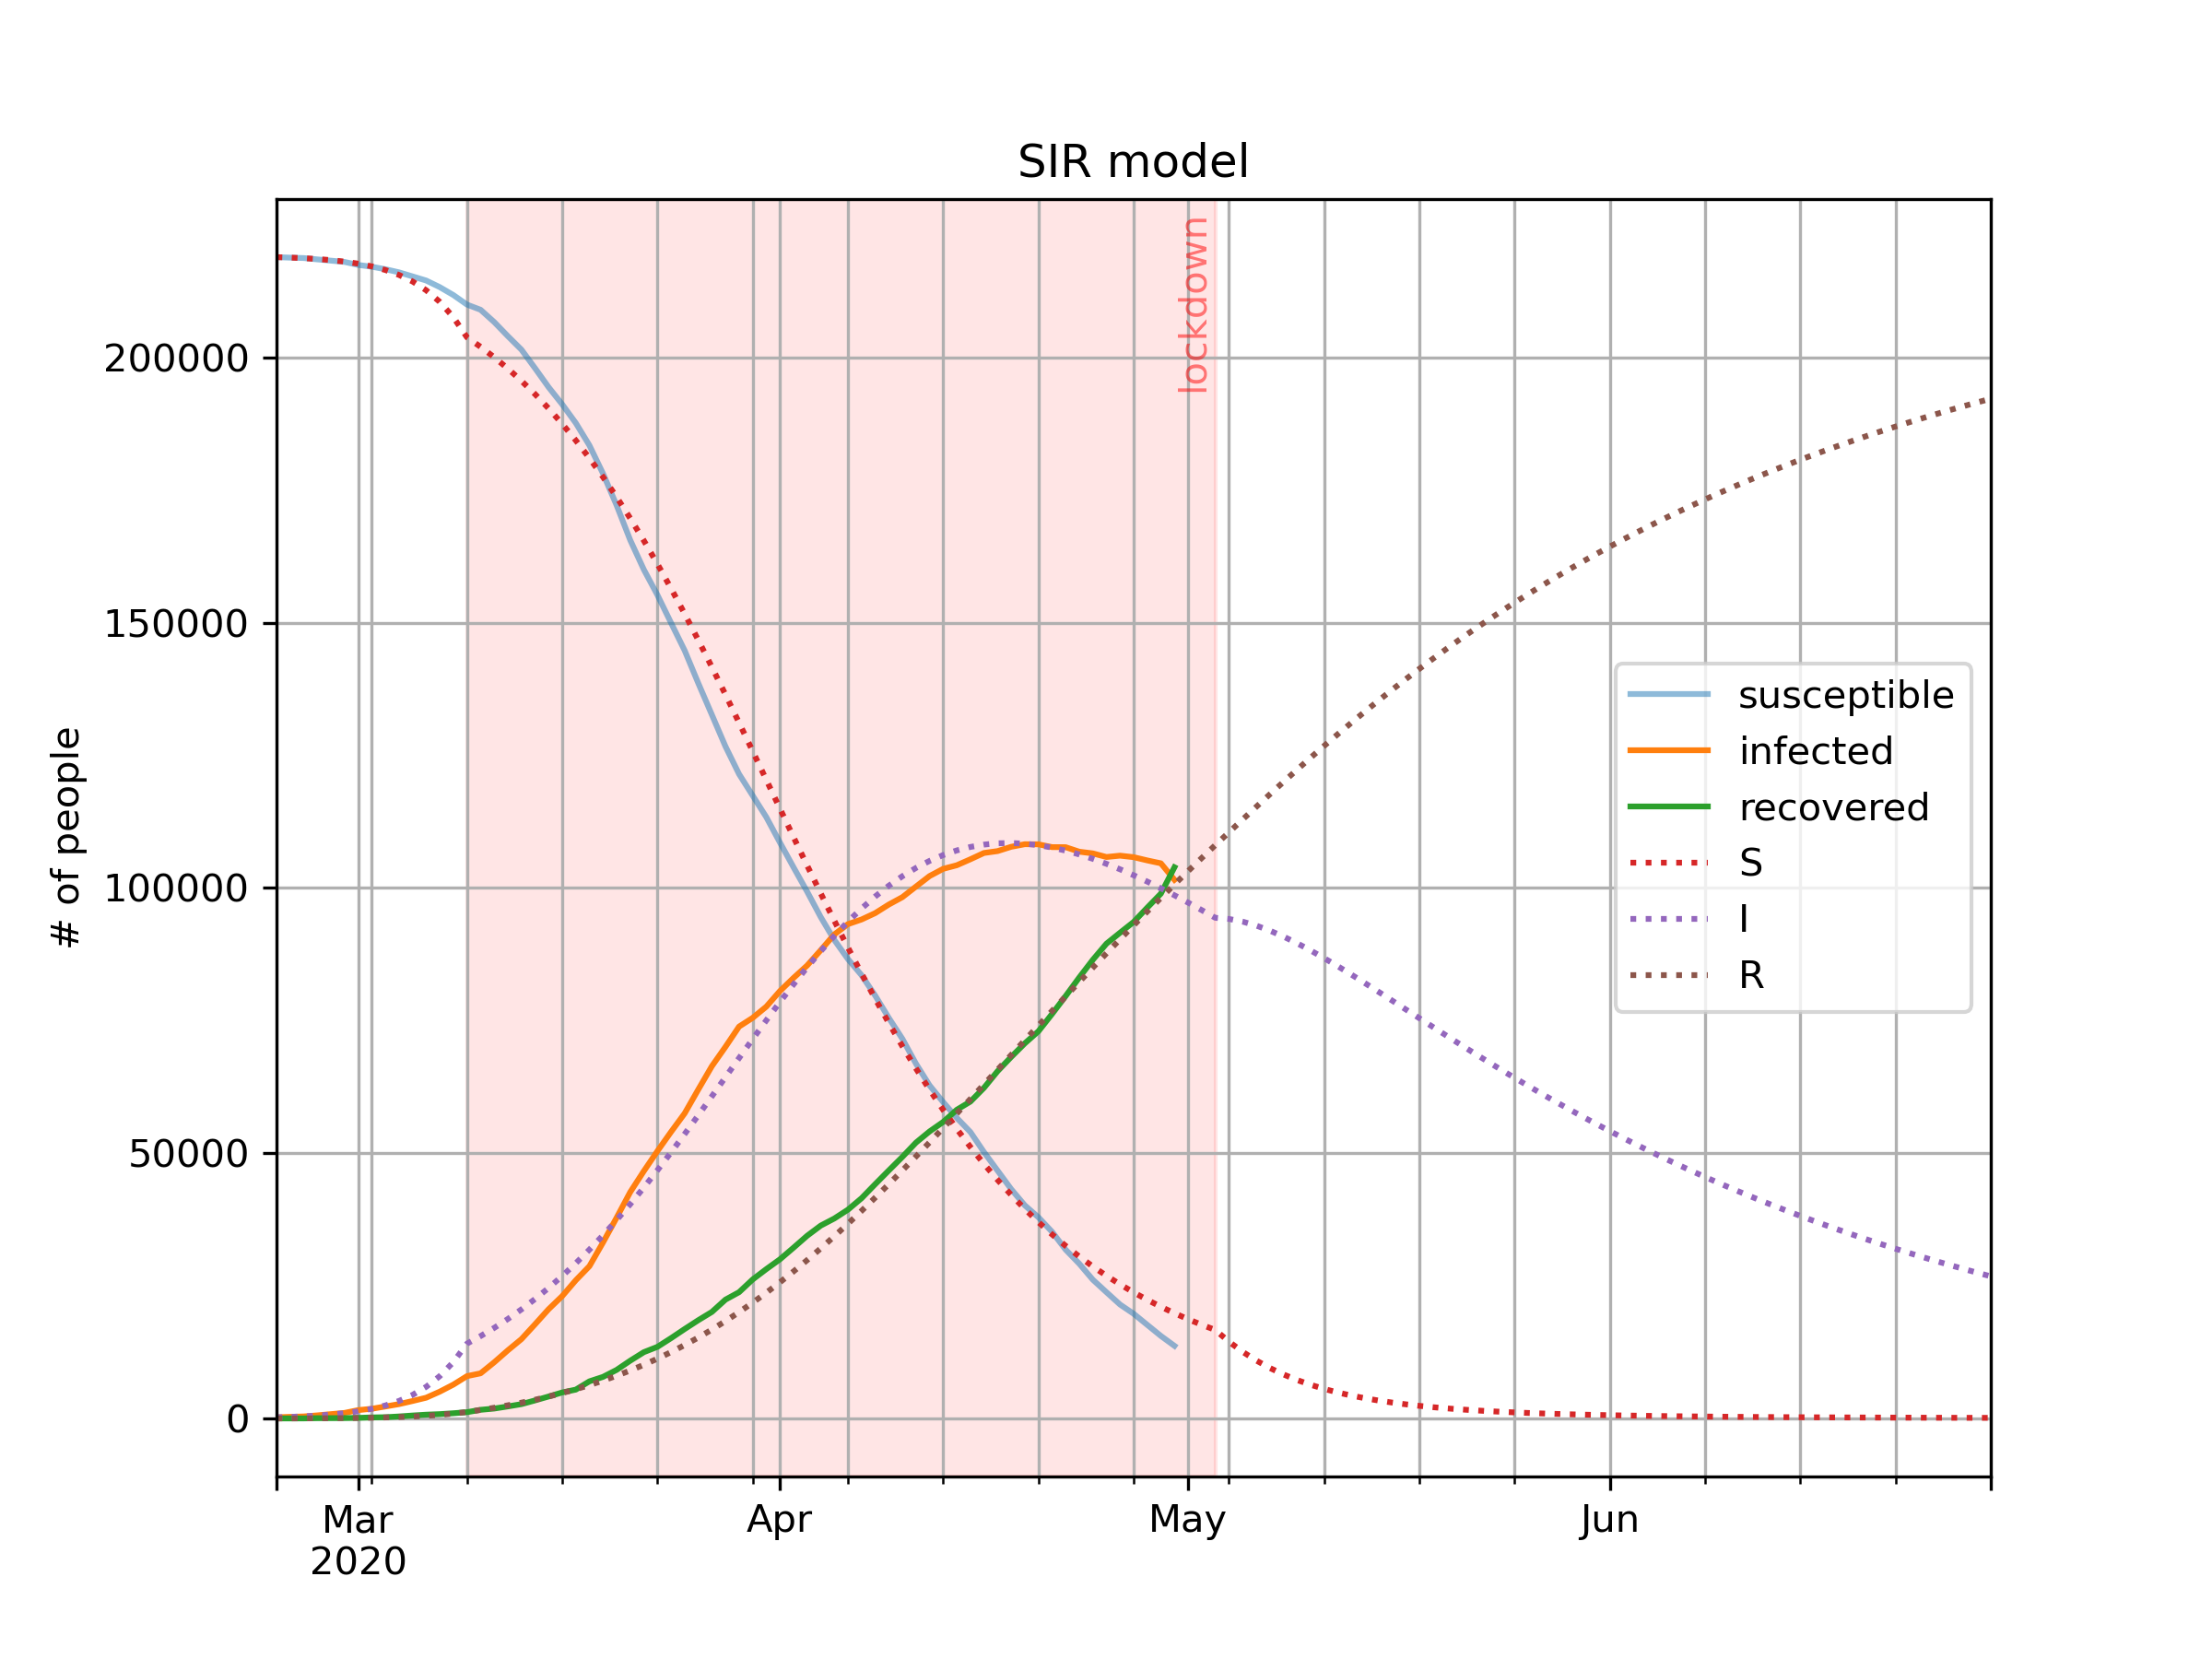 SIR model
lockdown
200000
150000
100000
50000
0
# of people
susceptible
infected
recovered
S
I
R
Mar
2020
Apr
May
Jun